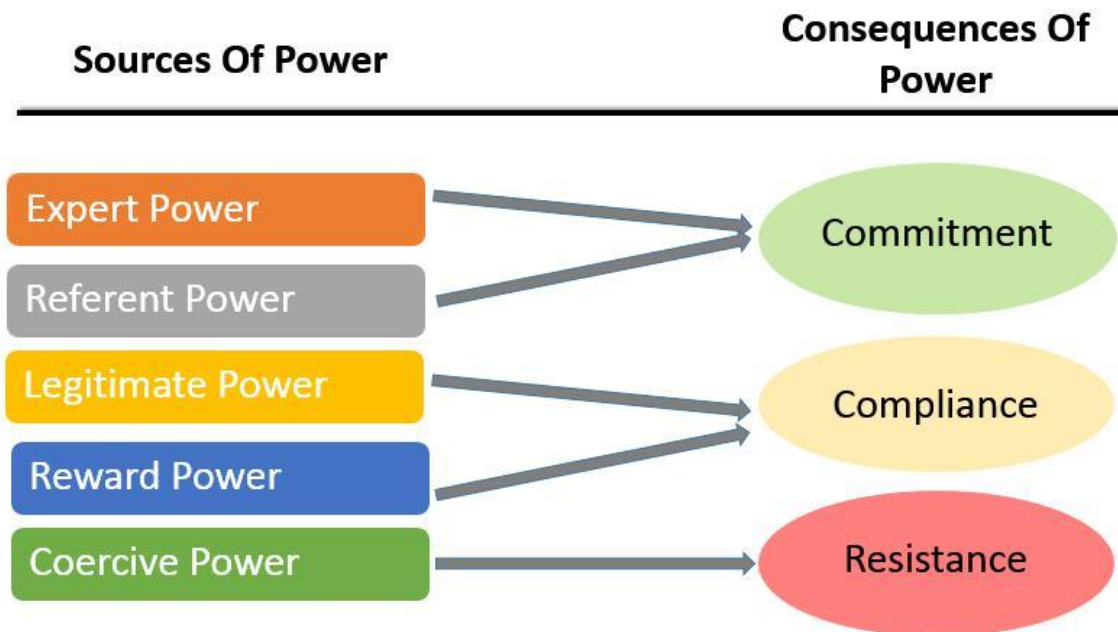 Sources Of Power
Consequences Of
Power
Expert Power
Referent Power
Legitimate Power
Reward Power
Coercive Power
Commitment
Compliance
Resistance